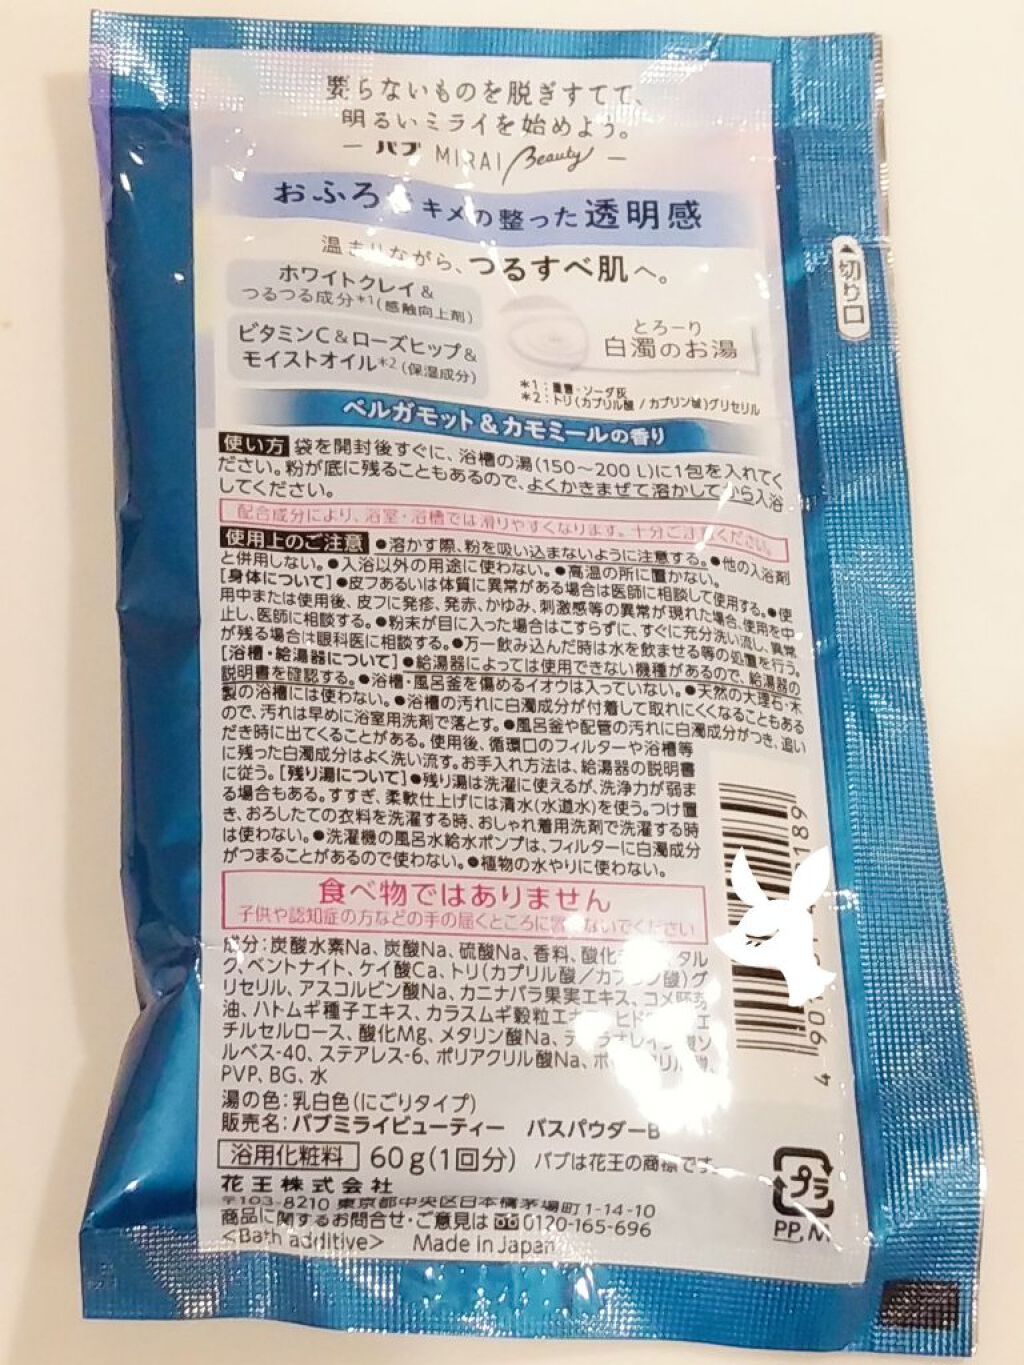 要らないものを脱ぎすてて、
明るいミライを始めよう。
― バブ MIRAI Beauty ―
おふろ キメの整った透明感
温まりながら、つるすべ肌へ。
ホワイトクレイ&
つるつる成分*1(感触向上剤)
ビタミンC&ローズヒップ&
モイストオイル*2(保湿成分)
とろーり
白濁のお湯
*1:重曹・ソーダ灰
*2:トリ(カプリル酸/カプリン酸)グリセリル
ベルガモット&カモミールの香り
▲切り口
使い方 袋を開封後すぐに、浴槽の湯(150〜200 L)に1包を入れてく
ださい。粉が底に残ることもあるので、よくかきまぜて溶かしてから入浴
してください。
配合成分により、浴室・浴槽では滑りやすくなります。十分ご注意ください。
使用上のご注意 ●溶かす際、粉を吸い込まないように注意する。●他の入浴剤
と併用しない。●入浴以外の用途に使わない。●高温の所に置かない。
[身体について]●皮フあるいは体質に異常がある場合は医師に相談して使用する。●使
用中または使用後、皮フに発疹、発赤、かゆみ、刺激感等の異常が現れた場合、使用を中
止し、医師に相談する。●粉末が目に入った場合はこすらずに、すぐに充分洗い流し、異常
が残る場合は眼科医に相談する。●万一飲み込んだ時は水を飲ませる等の処置を行う。
[浴槽・給湯器について]●給湯器によっては使用できない機種があるので、給湯器の
説明書を確認する。●浴槽・風呂釜を傷めるイオウは入っていない。●天然の大理石・木
製の浴槽には使わない。●浴槽の汚れに白濁成分が付着して取れにくくなることもある
ので、汚れは早めに浴室用洗剤で落とす。●風呂釜や配管の汚れに白濁成分がつき、追い
だき時に出てくることがある。使用後、循環口のフィルターや浴槽等
に残った白濁成分はよく洗い流す。お手入れ方法は、給湯器の説明書
に従う。[残り湯について]●残り湯は洗濯に使えるが、洗浄力が弱ま
る場合もある。すすぎ、柔軟仕上げには清水(水道水)を使う。つけ置
き、おろしたての衣料を洗濯する時、おしゃれ着用洗剤で洗濯する時
は使わない。●洗濯機の風呂水給水ポンプは、フィルターに白濁成分
がつまることがあるので使わない。●植物の水やりに使わない。
食べ物ではありません
子供や認知症の方などの手の届くところに置かないでください
成分:炭酸水素Na、炭酸Na、硫酸Na、香料、酸化 タル
ク、ベントナイト、ケイ酸Ca、トリ(カプリル酸/カプリン酸)グ
リセリル、アスコルビン酸Na、カニナバラ果実エキス、コメ胚芽
油、ハトムギ種子エキス、カラスムギ穀粒エキス、ヒド エ
チルセルロース、酸化Mg、メタリン酸Na、テトラオレイン酸ソ
ルベス-40、ステアレス-6、ポリアクリル酸Na、 酸、
PVP、BG、水
湯の色:乳白色(にごりタイプ)
販売名:バブミライビューティー バスパウダーB
浴用化粧料 60g(1回分) バブは花王の商標です。
花王株式会社
〒103-8210 東京都中央区日本橋茅場町1-14-10
商品に関するお問合せ・ご意見は 0120-165-696
<Bath additive> Made in Japan
プラ
PP, M